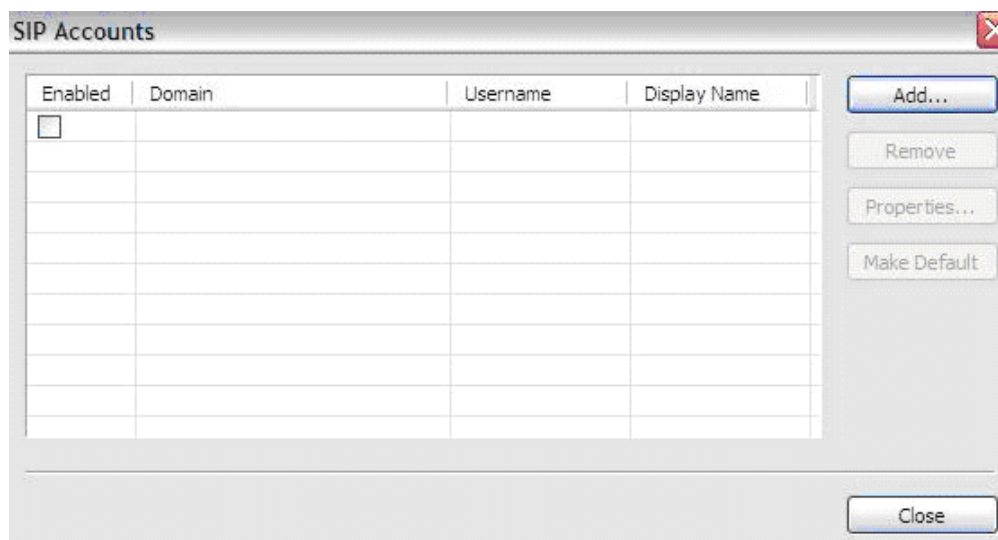 SIP Accounts
Enabled Domain Username Display Name
Add...
Remove
Properties...
Make Default
Close